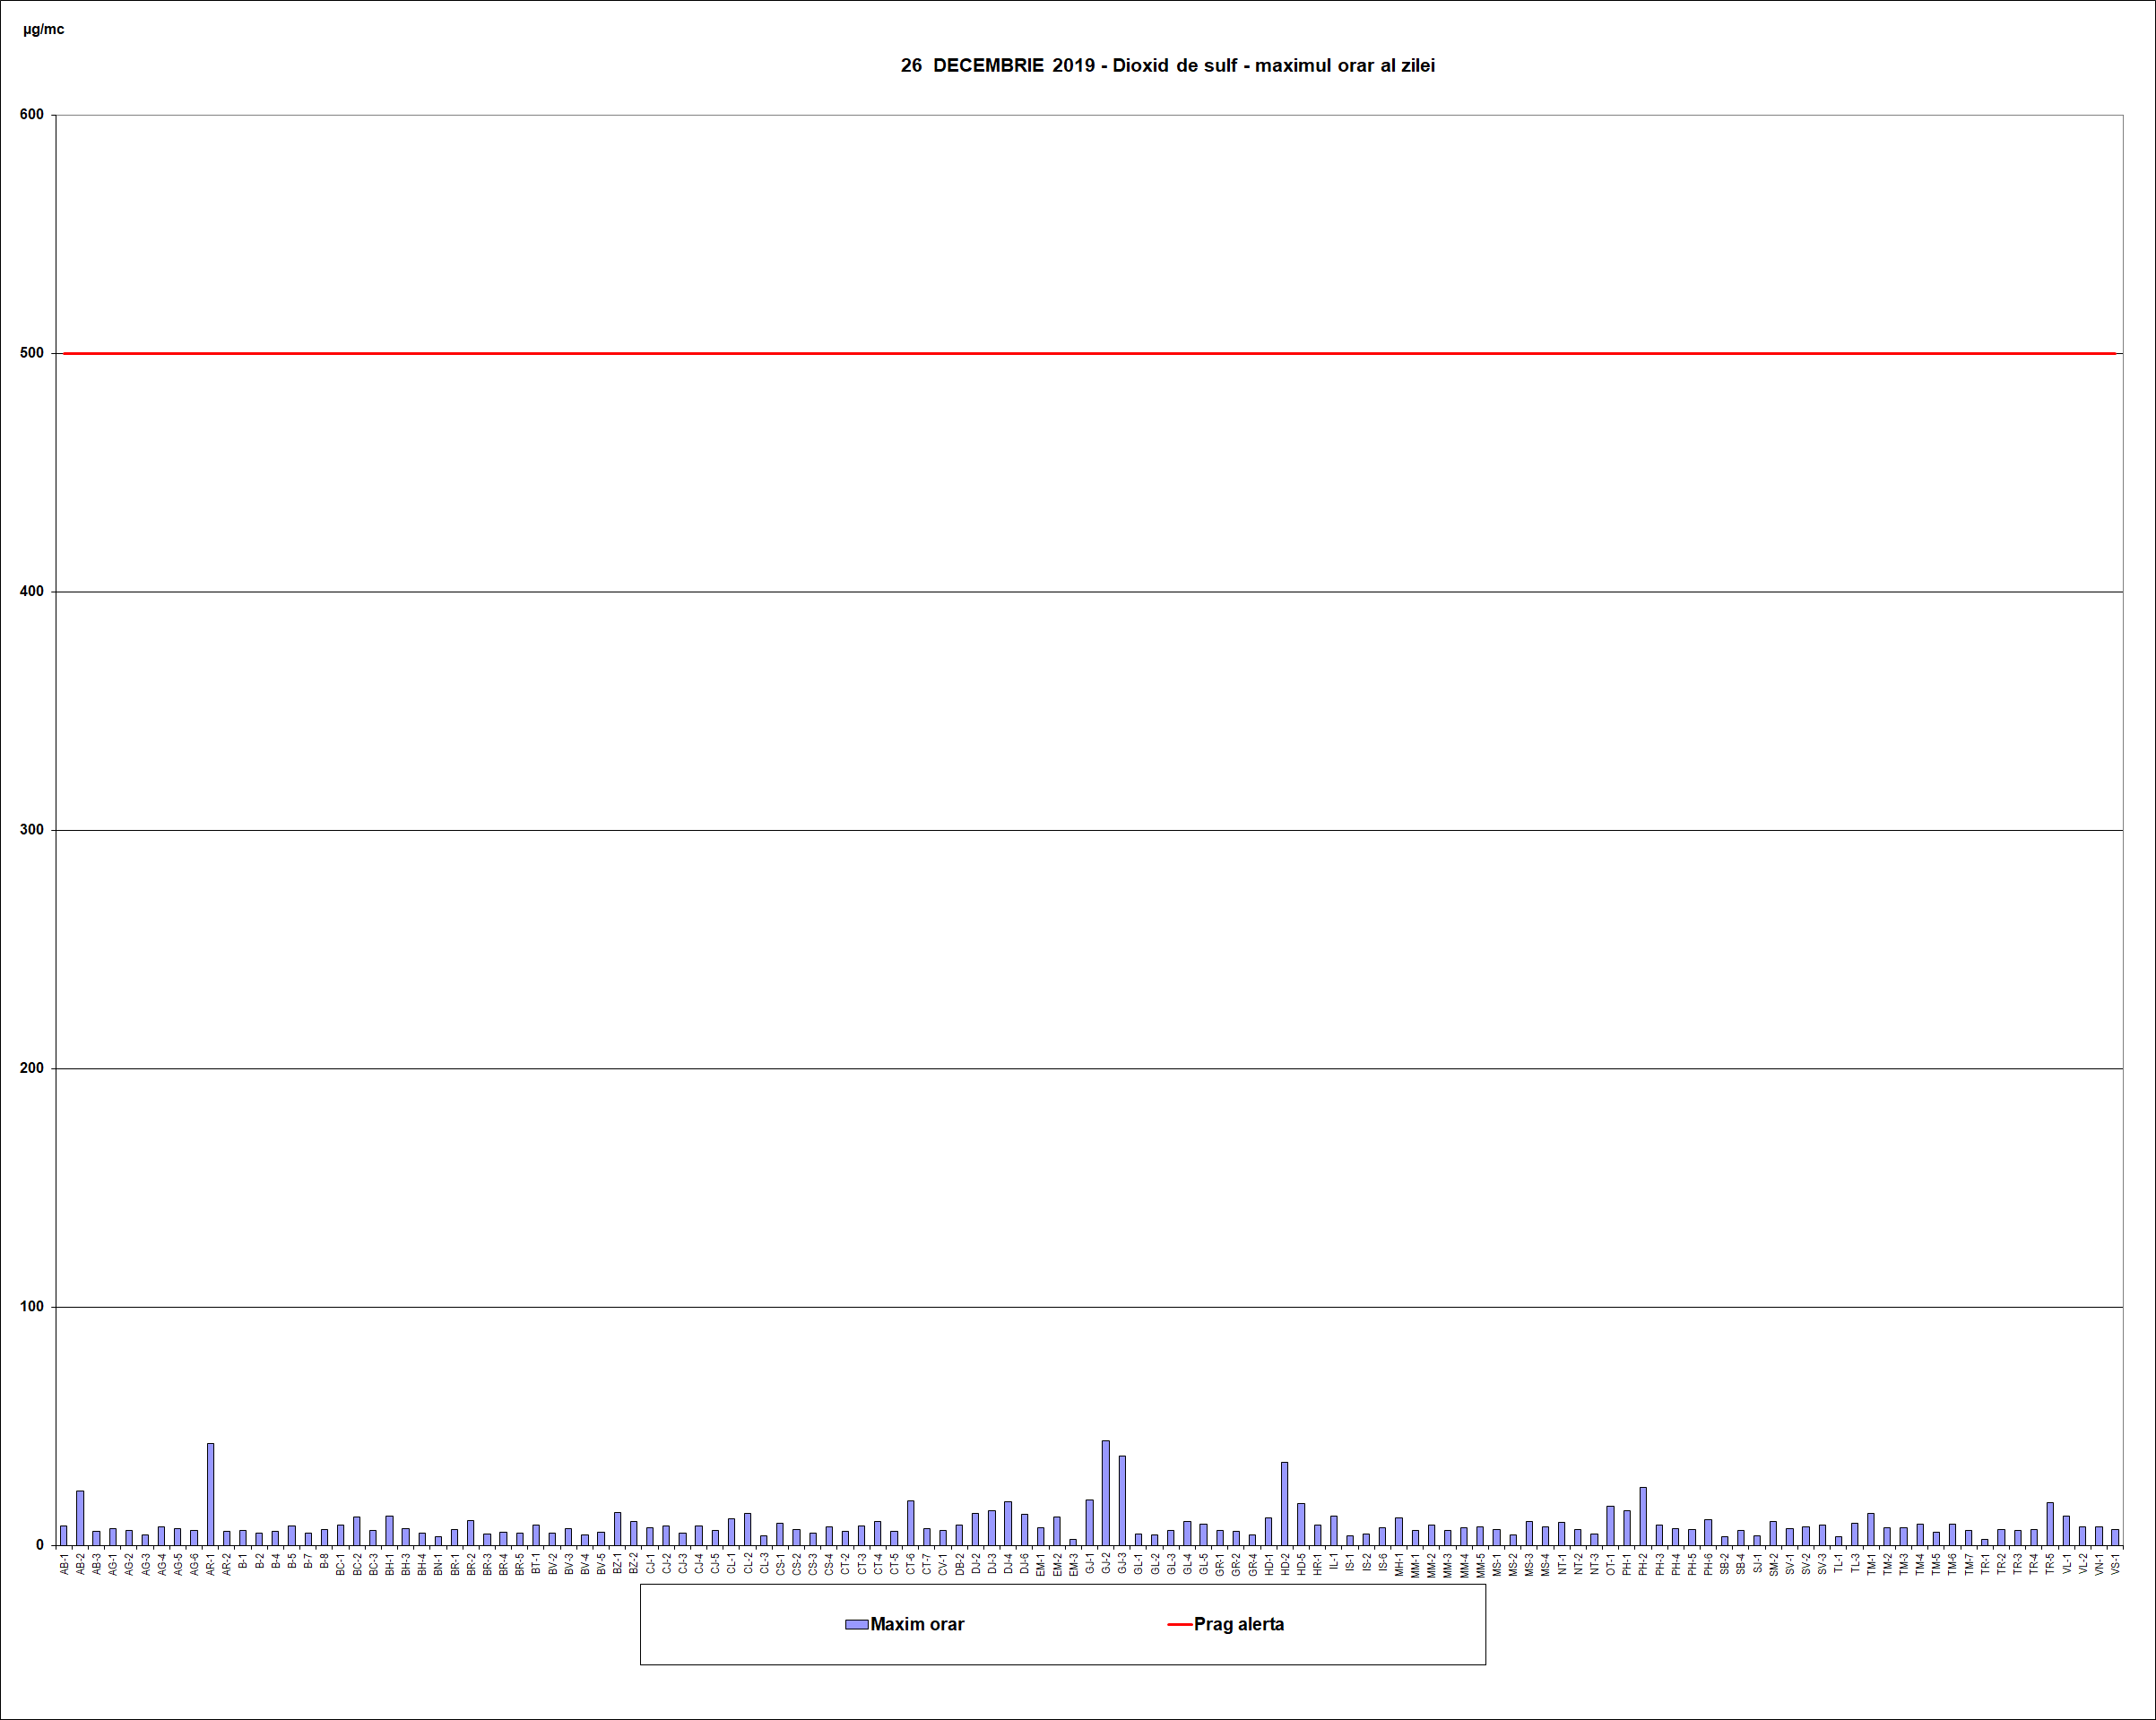 µg/mc
26 DECEMBRIE 2019 - Dioxid de sulf - maximul orar al zilei
600
500
400
300
200
100
0
AB-1
AB-2
AB-3
AG-1
AG-2
AG-3
AG-4
AG-5
AG-6
AR-1
AR-2
B-1
B-2
B-4
B-5
B-7
B-8
BC-1
BC-2
BC-3
BH-1
BH-3
BH-4
BN-1
BR-1
BR-2
BR-3
BR-4
BR-5
BT-1
BV-2
BV-3
BV-4
BV-5
BZ-1
BZ-2
CJ-1
CJ-2
CJ-3
CJ-4
CJ-5
CL-1
CL-2
CL-3
CS-1
CS-2
CS-3
CS-4
CT-2
CT-3
CT-4
CT-5
CT-6
CT-7
CV-1
DB-2
DJ-2
DJ-3
DJ-4
DJ-6
EM-1
EM-2
EM-3
GJ-1
GJ-2
GJ-3
GL-1
GL-2
GL-3
GL-4
GL-5
GR-1
GR-2
GR-4
HD-1
HD-2
HD-5
HR-1
IL-1
IS-1
IS-2
IS-6
MH-1
MM-1
MM-2
MM-3
MM-4
MM-5
MS-1
MS-2
MS-3
MS-4
NT-1
NT-2
NT-3
OT-1
PH-1
PH-2
PH-3
PH-4
PH-5
PH-6
SB-2
SB-4
SJ-1
SM-2
SV-1
SV-2
SV-3
TL-1
TL-3
TM-1
TM-2
TM-3
TM-4
TM-5
TM-6
TM-7
TR-1
TR-2
TR-3
TR-4
TR-5
VL-1
VL-2
VN-1
VS-1
Maxim orar
Prag alerta